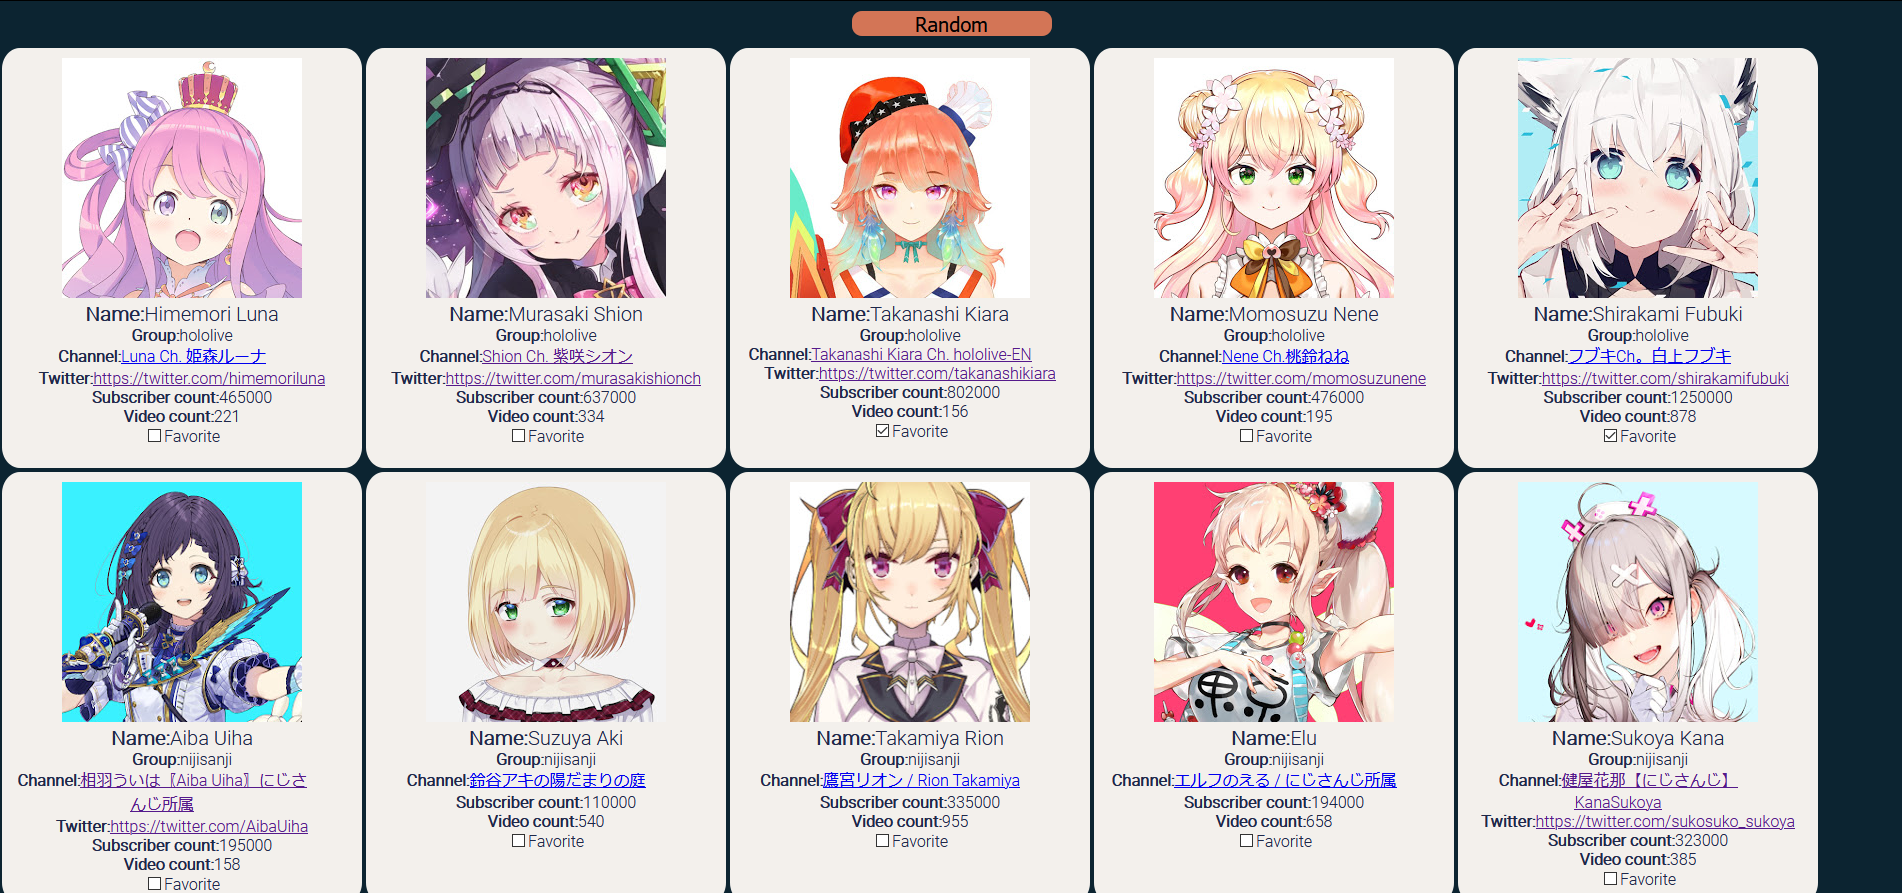 Random
Name:Himemori Luna
Group:hololive
Channel:Luna Ch. 姫森ルーナ
Twitter:https://twitter.com/himemoriluna
Subscriber count:465000
Video count:221
Favorite
Name:Murasaki Shion
Group:hololive
Channel:Shion Ch. 紫咲シオン
Twitter:https://twitter.com/murasakishionch
Subscriber count:637000
Video count:334
Favorite
Name:Takanashi Kiara
Group:hololive
Channel:Takanashi Kiara Ch. hololive-EN
Twitter:https://twitter.com/takanashikiara
Subscriber count:802000
Video count:156
Favorite
Name:Momosuzu Nene
Group:hololive
Channel:Nene Ch.桃鈴ねね
Twitter:https://twitter.com/momosuzunene
Subscriber count:476000
Video count:195
Favorite
Name:Shirakami Fubuki
Group:hololive
Channel:フブキCh。白上フブキ
Twitter:https://twitter.com/shirakamifubuki
Subscriber count:1250000
Video count:878
Favorite
Name:Aiba Uiha
Group:nijisanji
Channel:相羽ういは〖Aiba Uiha〗にじさ
んじ所属
Twitter:https://twitter.com/AibaUiha
Subscriber count:195000
Video count:158
Favorite
Name:Suzuya Aki
Group:nijisanji
Channel:鈴谷アキの陽だまりの庭
Subscriber count:110000
Video count:540
Favorite
Name:Takamiya Rion
Group:nijisanji
Channel:鷹宮リオン / Rion Takamiya
Subscriber count:335000
Video count:955
Favorite
Name:Elu
Group:nijisanji
Channel:エルフのえる / にじさんじ所属
Subscriber count:194000
Video count:658
Favorite
Name:Sukoya Kana
Group:nijisanji
Channel:健屋花那【にじさんじ】
KanaSukoya
Twitter:https://twitter.com/sukosuko_sukoya
Subscriber count:323000
Video count:385
Favorite